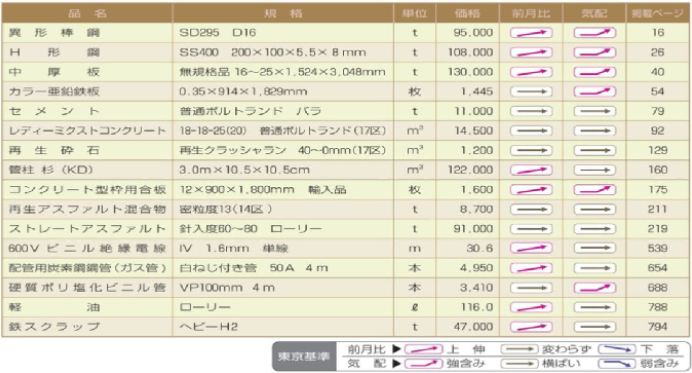 品名 規格 単位 価格 前月比 気配 掲載ページ
異形棒鋼 SD295 D16 t 95,000 16
H形鋼 SS400 200×100×5.5×8mm t 108,000 26
中厚板 無規格品 16〜25×1,524×3,048mm t 130,000 40
カラー亜鉛鉄板 0.35×914×1,829mm 枚 1,445 54
セメント 普通ポルトランド バラ t 11,000 79
レディーミクストコンクリート 18-18-25(20) 普通ポルトランド(17区) m³ 14,500 92
再生砕石 再生クラッシャラン 40〜0mm(17区) m³ 1,200 129
管柱杉(KD) 3.0m×10.5×10.5cm m³ 122,000 160
コンクリート型枠用合板 12×900×1,800mm 輸入品 枚 1,600 175
再生アスファルト混合物 密粒度13(14区) t 8,700 211
ストレートアスファルト 針入度60〜80 ローリー t 91,000 219
600Vビニル絶縁電線 IV 1.6mm 単線 m 30.6 539
配管用炭素鋼鋼管(ガス管) 白ねじ付き管 50A 4m 本 4,950 654
硬質ポリ塩化ビニル管 VP100mm 4m 本 3,410 688
軽油 ローリー ℓ 116.0 788
鉄スクラップ ヘビーH2 t 47,000 794
東京基準
前月比 ▶ 上伸 変わらず 下落
気配 ▶ 強含み 横ばい 弱含み